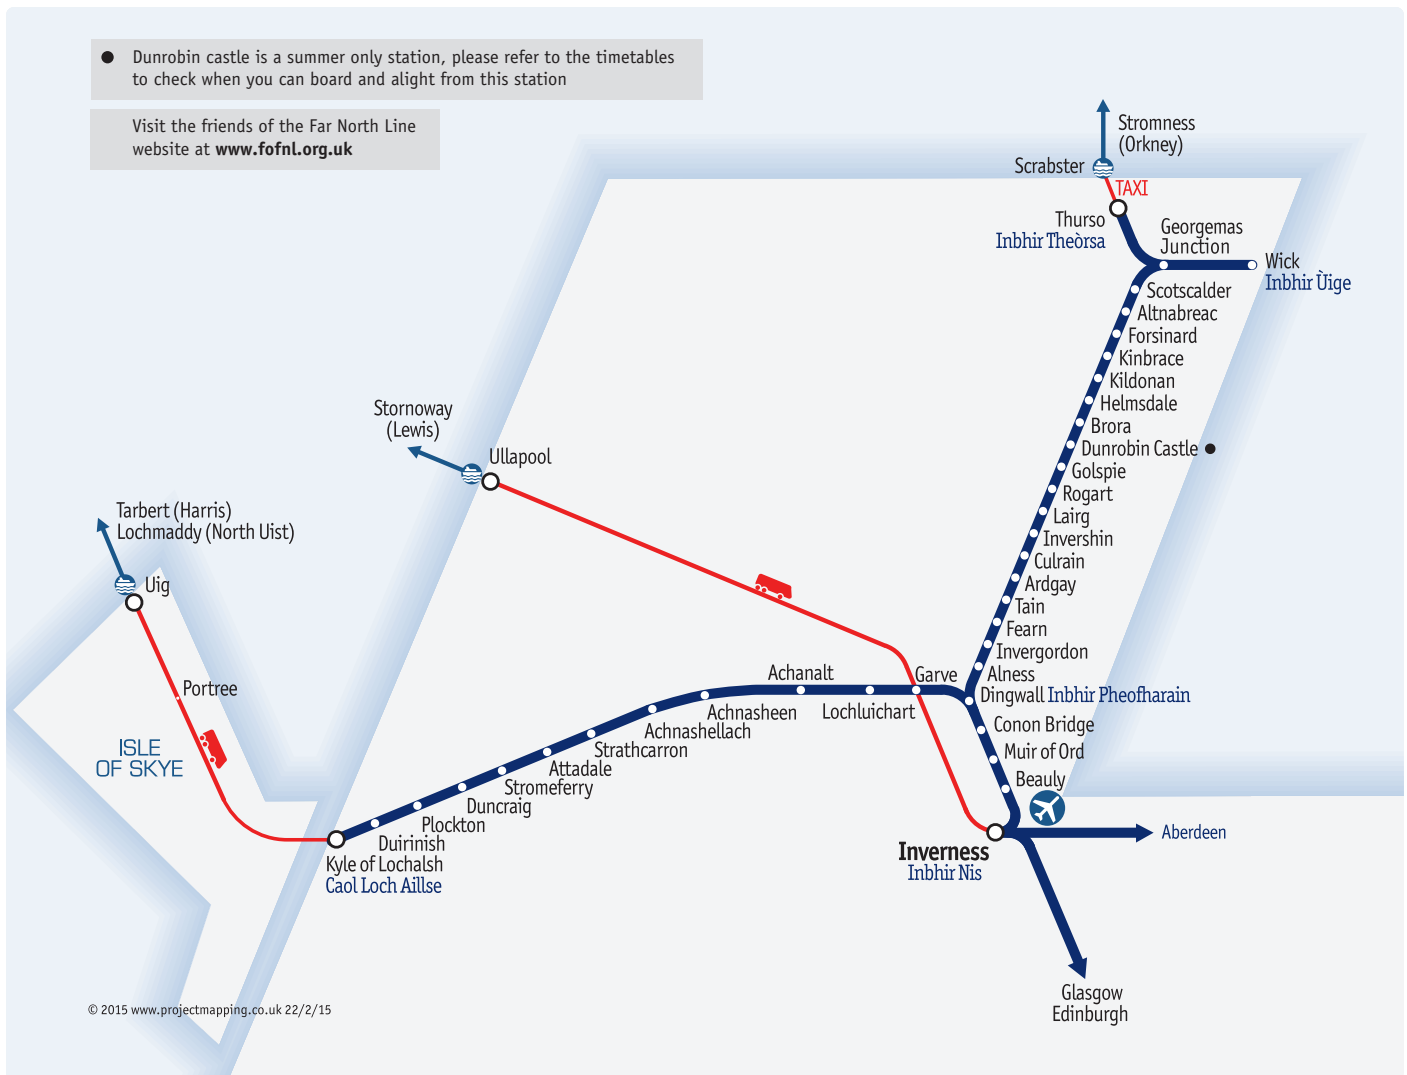 Dunrobin castle is a summer only station, please refer to the timetables
to check when you can board and alight from this station
Visit the friends of the Far North Line
website at www.fofnl.org.uk
Stromness
(Orkney)
Scrabster
TAXI
Thurso
Inbhir Theòrsa
Georgemas
Junction
Wick
Inbhir Ùige
Scotscalder
Altnabreac
Forsinard
Kinbrace
Kildonan
Helmsdale
Brora
Dunrobin Castle
Golspie
Rogart
Lairg
Invershin
Culrain
Ardgay
Tain
Fearn
Invergordon
Alness
Dingwall Inbhir Pheofharain
Conon Bridge
Muir of Ord
Beauly
Stornoway
(Lewis)
Ullapool
Tarbert (Harris)
Lochmaddy (North Uist)
Uig
Portree
ISLE
OF SKYE
Garve
Achanalt
Lochluichart
Achnasheen
Achnashellach
Strathcarron
Attadale
Stromeferry
Duncraig
Plockton
Duirinish
Kyle of Lochalsh
Caol Loch Aillse
Inverness
Inbhir Nis
Aberdeen
Glasgow
Edinburgh
© 2015 www.projectmapping.co.uk 22/2/15